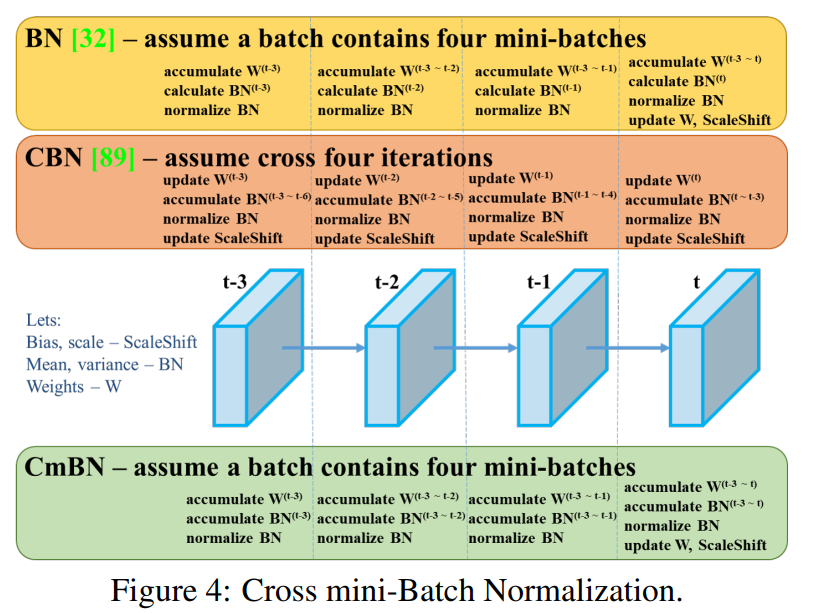 BN [32] – assume a batch contains four mini-batches
accumulate W(t-3)
calculate BN(t-3)
normalize BN
accumulate W(t-3 ~ t-2)
calculate BN(t-2)
normalize BN
accumulate W(t-3 ~ t-1)
calculate BN(t-1)
normalize BN
accumulate W(t-3 ~ t)
calculate BN(t)
normalize BN
update W, ScaleShift
CBN [89] – assume cross four iterations
update W(t-3)
accumulate BN(t-3 ~ t-6)
normalize BN
update ScaleShift
update W(t-2)
accumulate BN(t-2 ~ t-5)
normalize BN
update ScaleShift
update W(t-1)
accumulate BN(t-1 ~ t-4)
normalize BN
update ScaleShift
update W(t)
accumulate BN(t ~ t-3)
normalize BN
update ScaleShift
t-3
t-2
t-1
t
Lets:
Bias, scale – ScaleShift
Mean, variance – BN
Weights – W
CmBN – assume a batch contains four mini-batches
accumulate W(t-3)
accumulate BN(t-3)
normalize BN
accumulate W(t-3 ~ t-2)
accumulate BN(t-3 ~ t-2)
normalize BN
accumulate W(t-3 ~ t-1)
accumulate BN(t-3 ~ t-1)
normalize BN
accumulate W(t-3 ~ t)
accumulate BN(t-3 ~ t)
normalize BN
update W, ScaleShift
Figure 4: Cross mini-Batch Normalization.